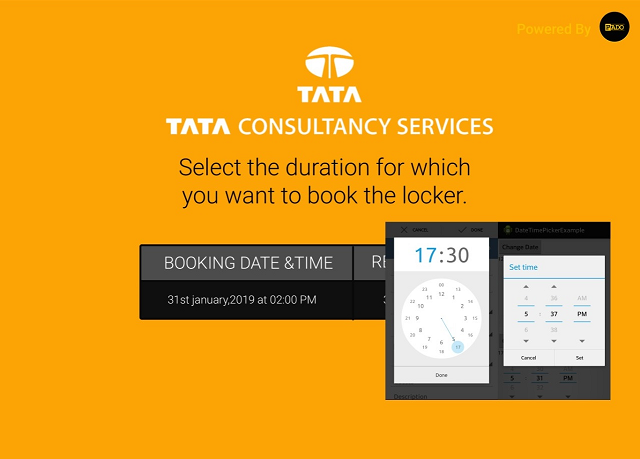 Powered By PADO
TATA
TATA CONSULTANCY SERVICES
Select the duration for which
you want to book the locker.
BOOKING DATE &TIME
RE
31st january,2019 at 02:00 PM
3
CANCEL
DONE
17:30
00
23 12 13
22 11 1 14
10 2
21 9 3 15
20 8 4 16
7 5
19 6 17
18
Done
Description
DateTimePickerExample
Change Date
Set time
4 36 AM
5 : 37 PM
6 38
Cancel Set
5 31 PM